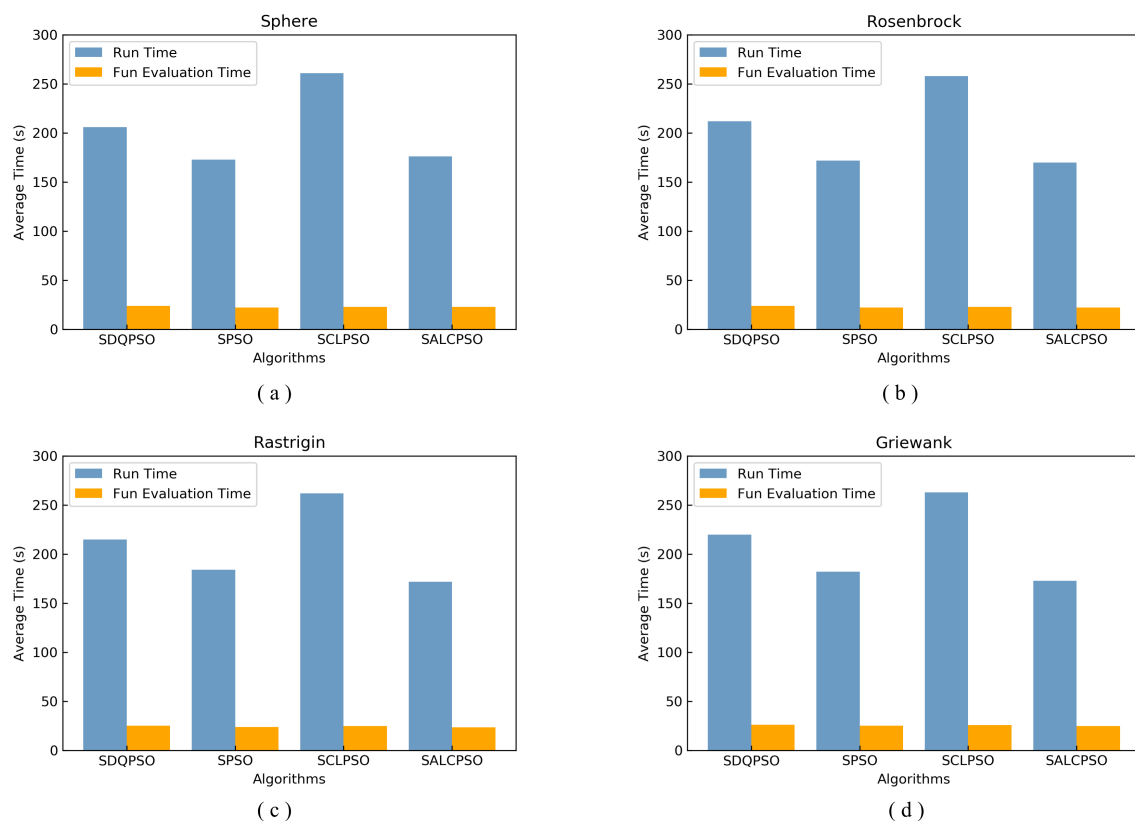 Sphere
300
250
200
150
100
50
0
Average Time (s)
Run Time
Fun Evaluation Time
SDQPSO SPSO SCLPSO SALCPSO
Algorithms
( a )
Rosenbrock
300
250
200
150
100
50
0
Average Time (s)
Run Time
Fun Evaluation Time
SDQPSO SPSO SCLPSO SALCPSO
Algorithms
( b )
Rastrigin
300
250
200
150
100
50
0
Average Time (s)
Run Time
Fun Evaluation Time
SDQPSO SPSO SCLPSO SALCPSO
Algorithms
( c )
Griewank
300
250
200
150
100
50
0
Average Time (s)
Run Time
Fun Evaluation Time
SDQPSO SPSO SCLPSO SALCPSO
Algorithms
( d )